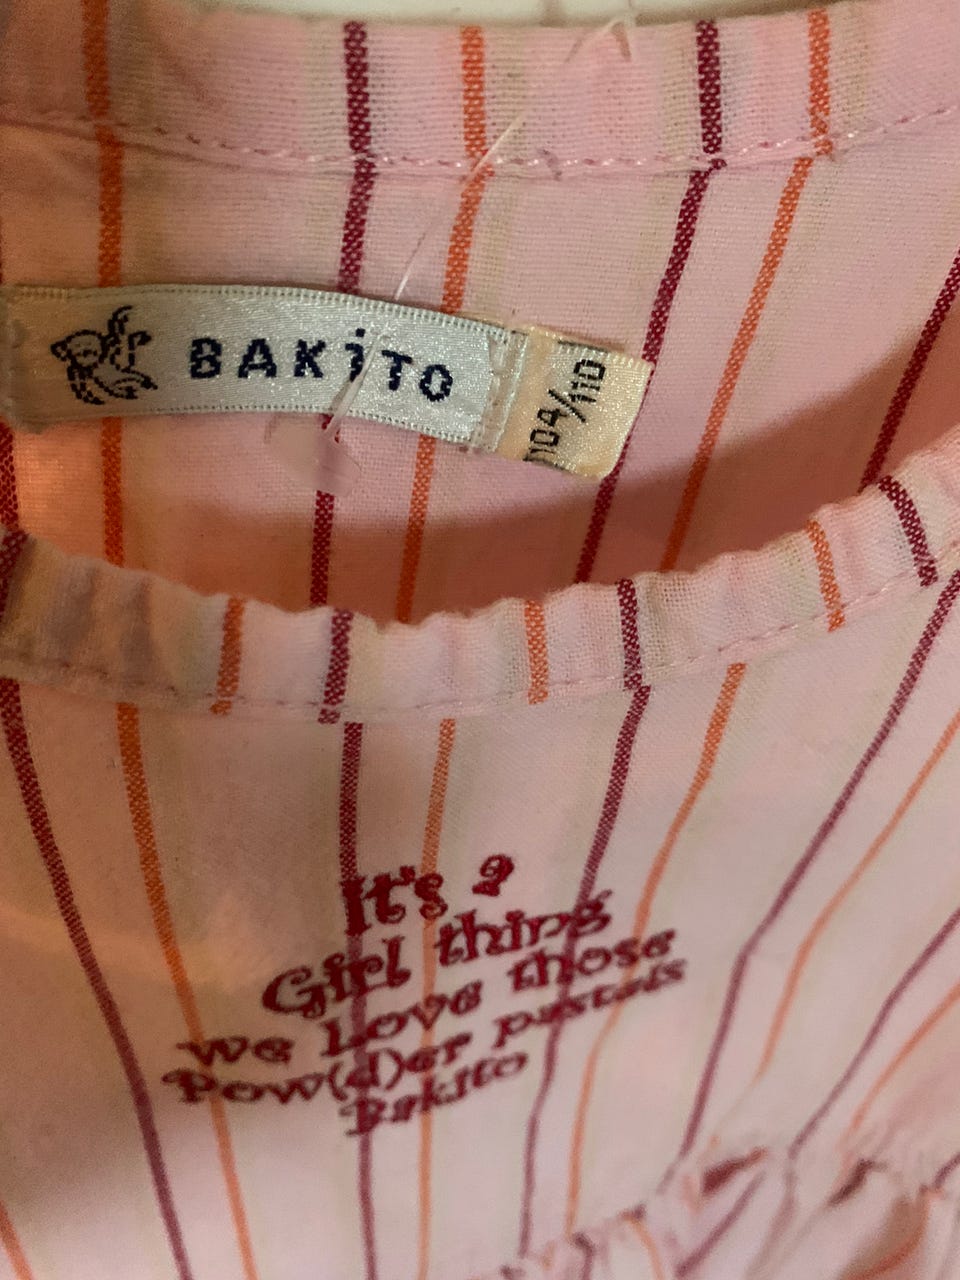 BAKiTO
104/110
It's a
Girl thing
we Love those
Pow(d)er pastels
Bakito